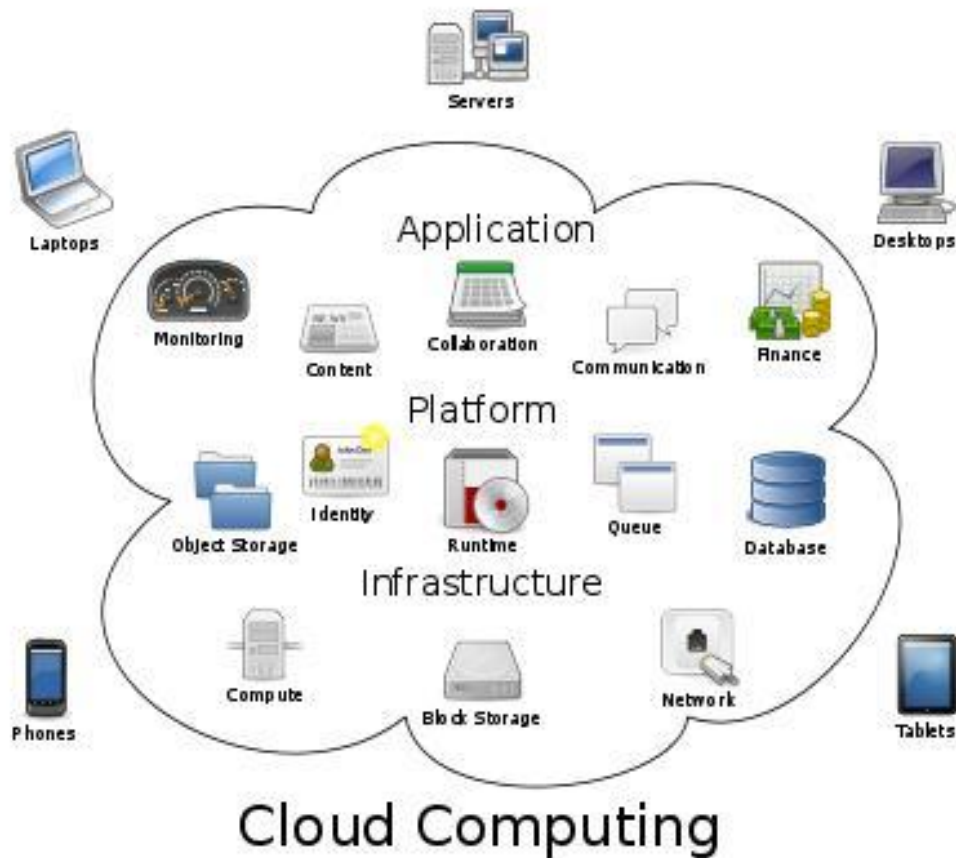 Servers
Laptops
Desktops
Application
Monitoring
Content
Collaboration
Communication
Finance
Platform
Object Storage
Identity
Runtime
Queue
Database
Infrastructure
Compute
Block Storage
Network
Phones
Tablets
Cloud Computing